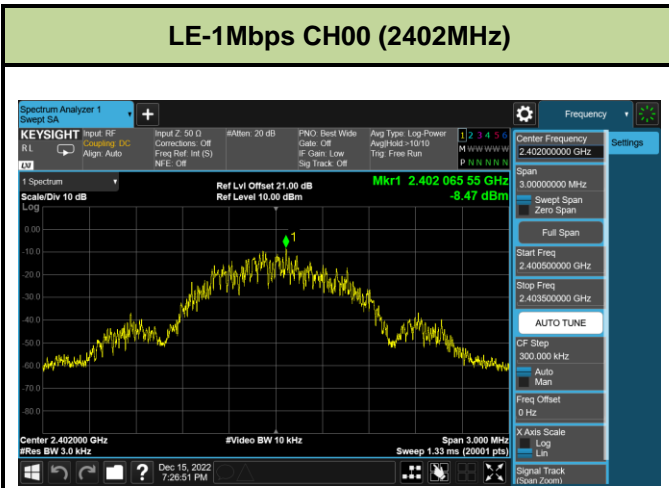 LE-1Mbps CH00 (2402MHz)
Spectrum Analyzer 1
Swept SA
+
Frequency
KEYSIGHT
RL
Input: RF
Coupling: DC
Align: Auto
Input Z: 50 Ω
Corrections: Off
Freq Ref: Int (S)
NFE: Off
#Atten: 20 dB
PNO: Best Wide
Gate: Off
IF Gain: Low
Sig Track: Off
Avg Type: Log-Power
Avg|Hold:>10/10
Trig: Free Run
1 2 3 4 5 6
M W W W W W
P N N N N N
1 Spectrum
Scale/Div 10 dB
Log
Ref Lvl Offset 21.00 dB
Ref Level 10.00 dBm
Mkr1 2.402 065 55 GHz
-8.47 dBm
1
0.00
-10.0
-20.0
-30.0
-40.0
-50.0
-60.0
-70.0
-80.0
Center 2.402000 GHz
#Res BW 3.0 kHz
#Video BW 10 kHz
Span 3.000 MHz
Sweep 1.33 ms (20001 pts)
?
Dec 15, 2022
7:26:51 PM
Center Frequency
2.402000000 GHz
Settings
Span
3.00000000 MHz
Swept Span
Zero Span
Full Span
Start Freq
2.400500000 GHz
Stop Freq
2.403500000 GHz
AUTO TUNE
CF Step
300.000 kHz
Auto
Man
Freq Offset
0 Hz
X Axis Scale
Log
Lin
Signal Track
(Span Zoom)